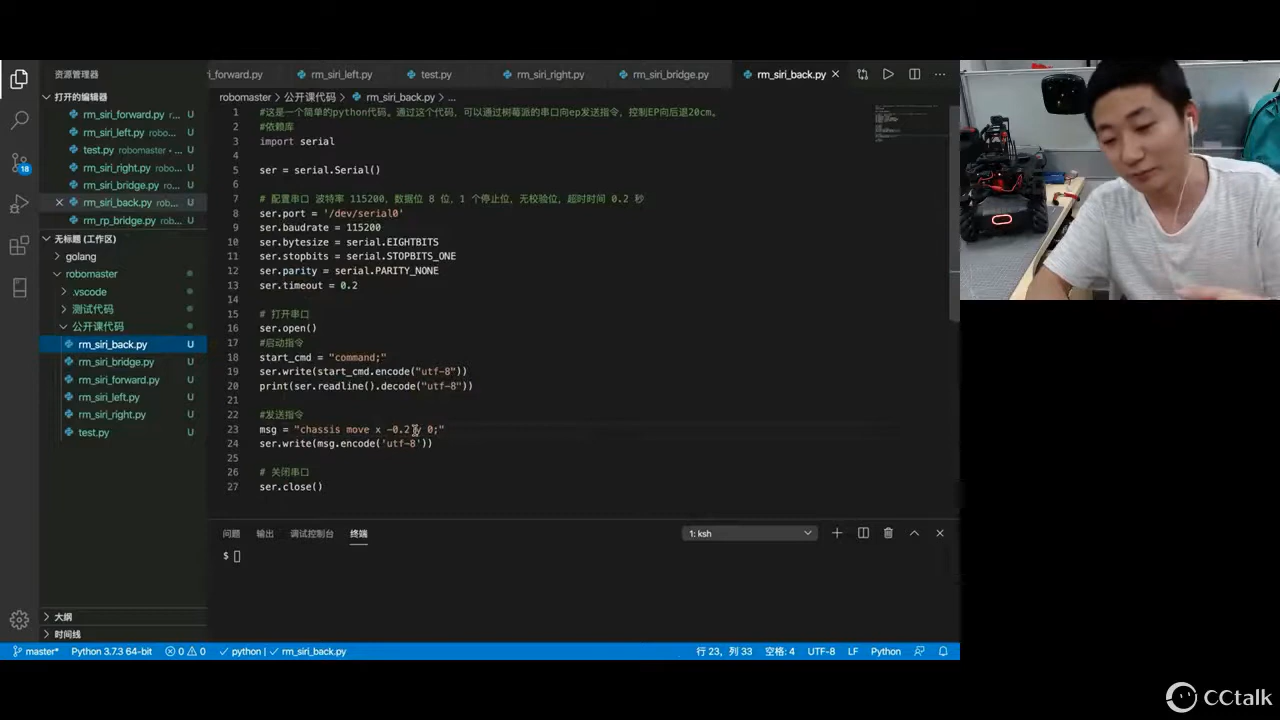 资源管理器
打开的编辑器
rm_siri_forward.py r...
rm_siri_left.py robo...
test.py robomaster • ...
rm_siri_right.py robo...
rm_siri_bridge.py rob...
rm_siri_back.py rob...
rm_rp_bridge.py rob...
无标题 (工作区)
golang
robomaster
.vscode
测试代码
公开课代码
rm_siri_back.py U
rm_siri_bridge.py U
rm_siri_forward.py U
rm_siri_left.py U
rm_siri_right.py U
test.py U
大纲
时间线
18
i_forward.py rm_siri_left.py test.py rm_siri_right.py rm_siri_bridge.py rm_siri_back.py
robomaster > 公开课代码 > rm_siri_back.py > ...
1 #这是一个简单的python代码。通过这个代码，可以通过树莓派的串口向ep发送指令，控制EP向后退20cm。
2 #依赖库
3 import serial
4
5 ser = serial.Serial()
6
7 # 配置串口 波特率 115200，数据位 8 位，1 个停止位，无校验位，超时时间 0.2 秒
8 ser.port = '/dev/serial0'
9 ser.baudrate = 115200
10 ser.bytesize = serial.EIGHTBITS
11 ser.stopbits = serial.STOPBITS_ONE
12 ser.parity = serial.PARITY_NONE
13 ser.timeout = 0.2
14
15 # 打开串口
16 ser.open()
17 #启动指令
18 start_cmd = "command;"
19 ser.write(start_cmd.encode("utf-8"))
20 print(ser.readline().decode("utf-8"))
21
22 #发送指令
23 msg = "chassis move x -0.2 y 0;"
24 ser.write(msg.encode('utf-8'))
25
26 # 关闭串口
27 ser.close()
问题 输出 调试控制台 终端 1: ksh
$
master* Python 3.7.3 64-bit 0 0 python | rm_siri_back.py 行 23，列 33 空格: 4 UTF-8 LF Python
CCtalk